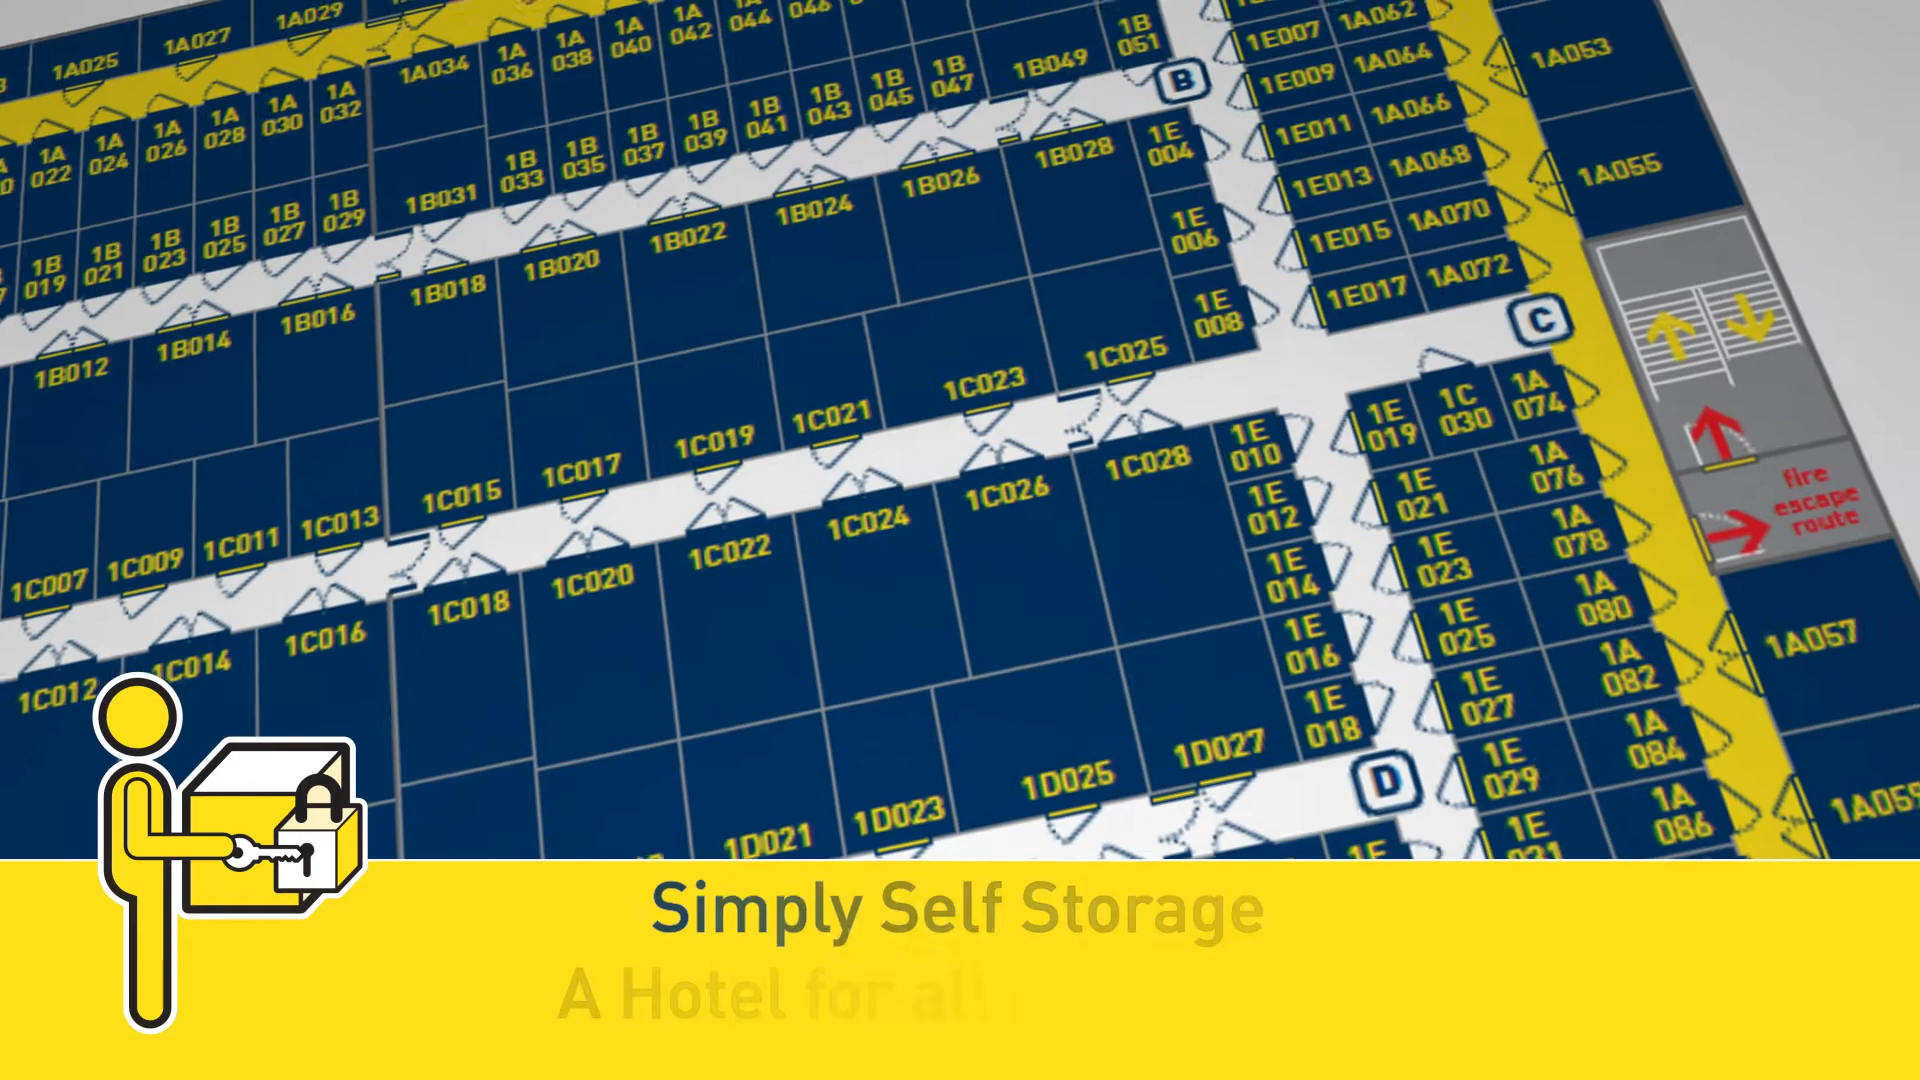 1A025
1A027
1A029
1A034
1A
036
1A
038
1A
040
1A
042
044
046
1B
051
1E007
1A062
1E009
1A064
1E011
1A066
1E013
1A068
1E015
1A070
1E017
1A072
1A053
1A055
1A
022
1A
024
1A
026
1A
028
1A
030
1A
032
1B031
1B
033
1B
035
1B
037
1B
039
1B
041
1B
043
1B
045
1B
047
1B049
B
1B
019
1B
021
1B
023
1B
025
1B
027
1B
029
1B012
1B014
1B016
1B018
1B020
1B022
1B024
1B026
1B028
1E
004
1E
006
1E
008
C
1C007
1C009
1C011
1C013
1C015
1C017
1C019
1C021
1C023
1C025
1C012
1C014
1C016
1C018
1C020
1C022
1C024
1C026
1C028
1E
010
1E
012
1E
014
1E
016
1E
018
1E
019
1C
030
1A
074
1E
021
1A
076
1E
023
1A
078
1E
025
1A
080
1E
027
1A
082
1E
029
1A
084
1E
031
1A
086
fire
escape
route
1A057
1A059
1D021
1D023
1D025
1D027
D
1E
Simply Self Storage
A Hotel for all